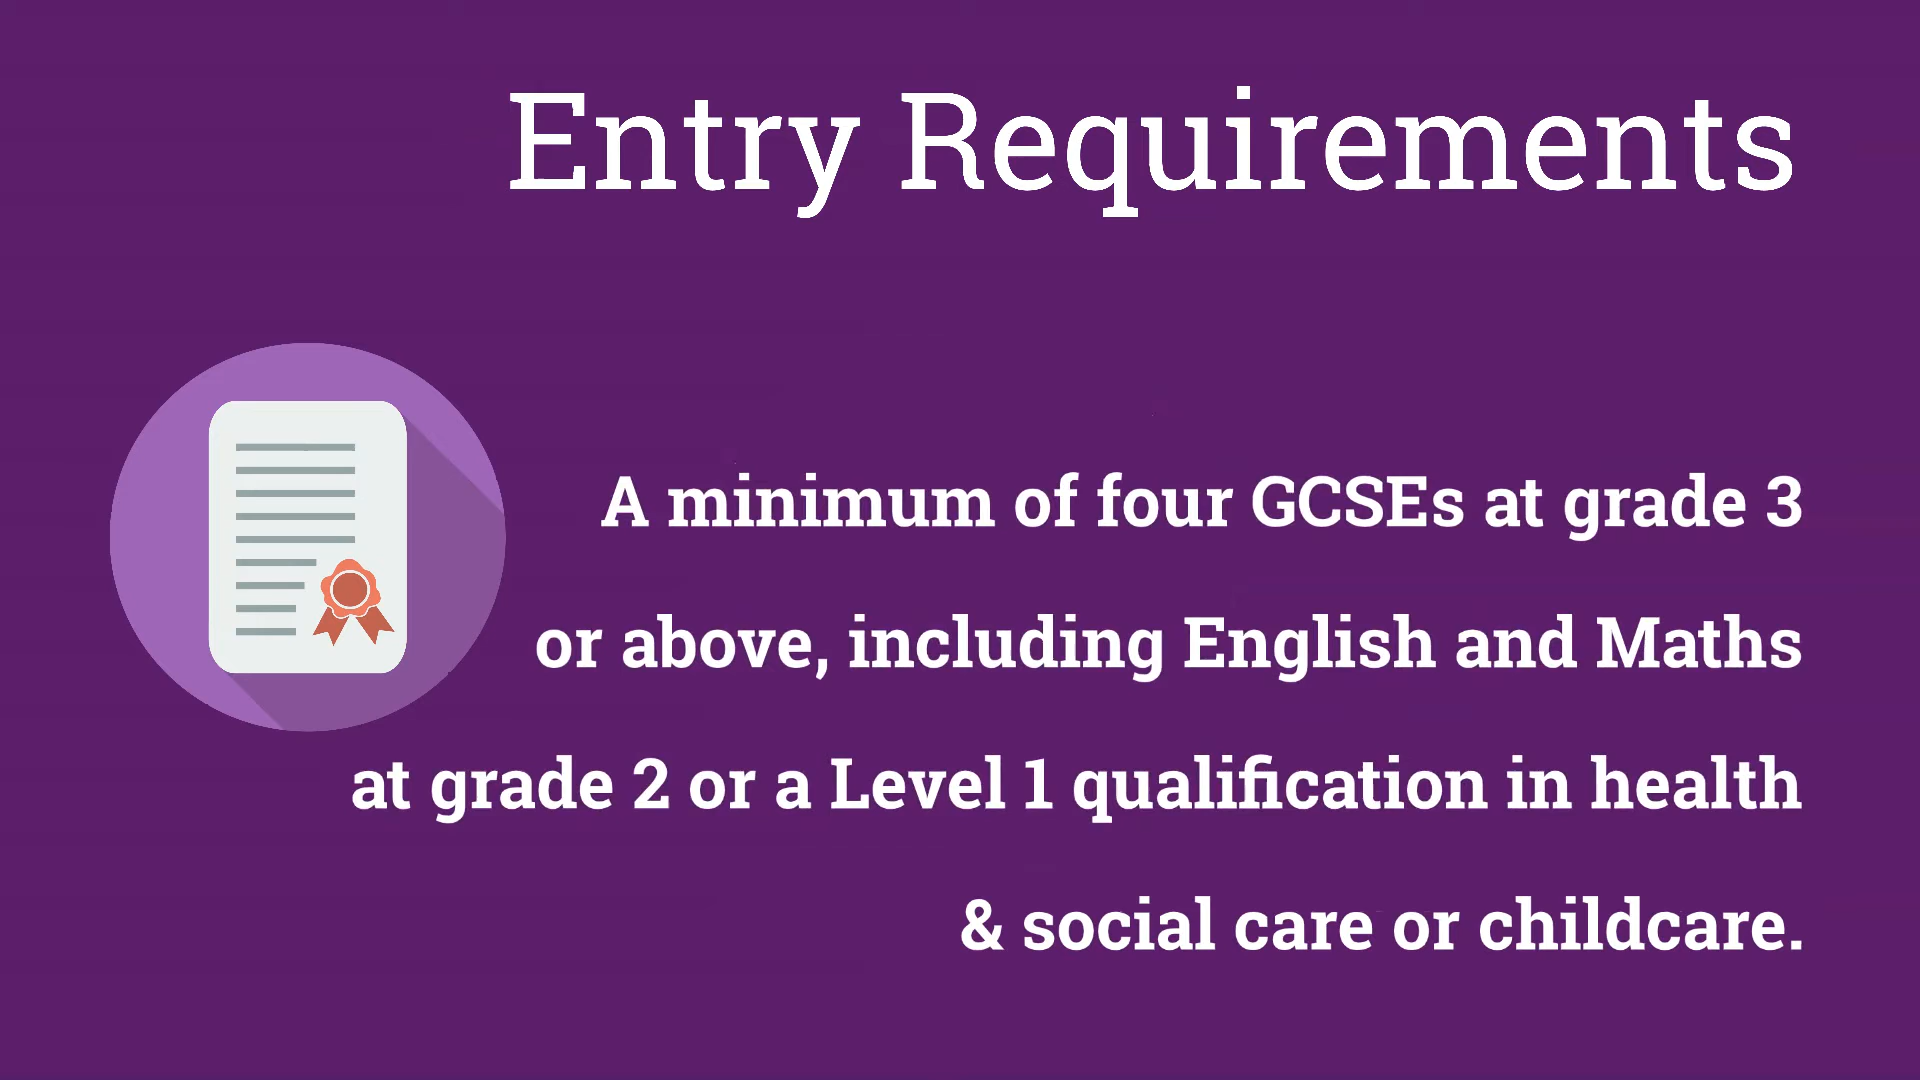 Entry Requirements
A minimum of four GCSEs at grade 3
or above, including English and Maths
at grade 2 or a Level 1 qualification in health
& social care or childcare.